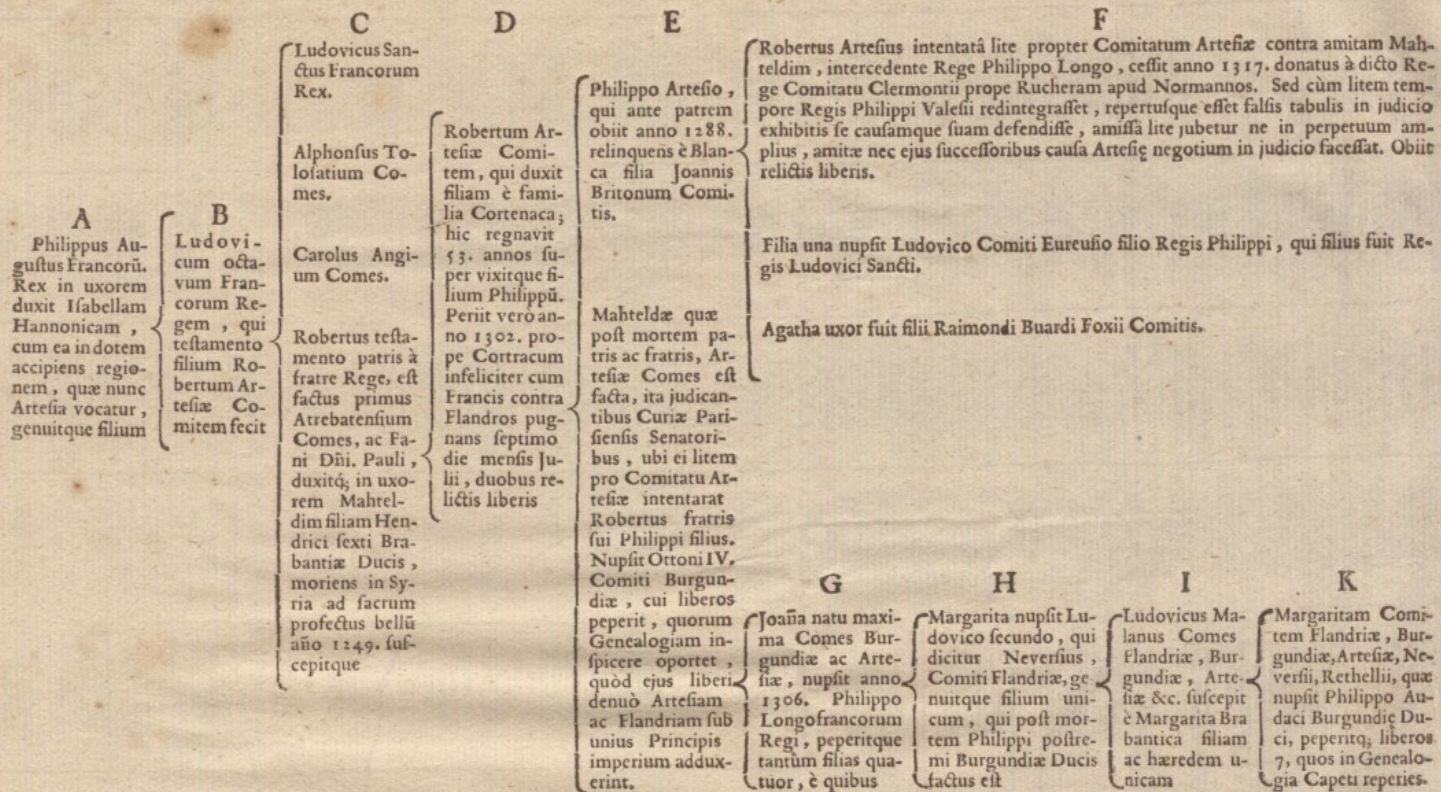 A
Philippus Au-
gustus Francorū.
Rex in uxorem
duxit Isabellam
Hannonicam ,
cum ea in dotem
accipiens regio-
nem , quæ nunc
Artesia vocatur ,
genuitque filium
B
Ludovi-
cum octa-
vum Fran-
corum Re-
gem , qui
testamento
filium Ro-
bertum Ar-
tesiæ Co-
mitem fecit
C
Ludovicus San-
ctus Francorum
Rex.
Alphonsus To-
losatium Co-
mes.
Carolus Angi-
um Comes.
Robertus testa-
mento patris à
fratre Rege, est
factus primus
Atrebatensium
Comes, ac Fa-
ni Dñi. Pauli ,
duxitq́; in uxo-
rem Mahtel-
dim filiam Hen-
drici sexti Bra-
bantiæ Ducis ,
moriens in Sy-
ria ad sacrum
profectus bellū
año 1249. sus-
cepitque
D
Robertum Ar-
tesiæ Comi-
tem, qui duxit
filiam è fami-
lia Cortenaca;
hic regnavit
53. annos su-
per vixitque fi-
lium Philippū.
Periit verò an-
no 1302. pro-
pe Cortracum
infeliciter cum
Francis contra
Flandros pug-
nans septimo
die mensis Ju-
lii , duobus re-
lictis liberis
E
Philippo Artesio ,
qui ante patrem
obiit anno 1288.
relinquens è Blan-
ca filia Joannis
Britonum Comi-
tis.
Mahteldæ quæ
post mortem pa-
tris ac fratris, Ar-
tesiæ Comes est
facta, ita judican-
tibus Curiæ Pari-
siensis Senatori-
bus , ubi ei litem
pro Comitatu Ar-
tesiæ intentarat
Robertus fratris
sui Philippi filius.
Nupsit Ottoni IV.
Comiti Burgun-
diæ , cui liberos
peperit , quorum
Genealogiam in-
spicere oportet ,
quòd ejus liberi
denuò Artesiam
ac Flandriam sub
unius Principis
imperium addux-
erint.
F
Robertus Artesius intentatâ lite propter Comitatum Artesiæ contra amitam Mah-
teldim , intercedente Rege Philippo Longo , cessit anno 1317. donatus à dicto Re-
ge Comitatu Clermontii prope Rucheram apud Normannos. Sed cùm litem tem-
pore Regis Philippi Valesii redintegrasset , repertusque esset falsis tabulis in judicio
exhibitis se causamque suam defendisse , amissâ lite jubetur ne in perpetuum am-
plius , amitæ nec ejus successoribus causa Artesię negotium in judicio facessat. Obiit
relictis liberis.
Filia una nupsit Ludovico Comiti Eureusio filio Regis Philippi , qui filius fuit Re-
gis Ludovici Sancti.
Agatha uxor fuit filii Raimondi Buardi Foxii Comitis.
G
Joaña natu maxi-
ma Comes Bur-
gundiæ ac Arte-
siæ , nupsit anno
1306. Philippo
Longofrancorum
Regi, peperitque
tantùm filias qua-
tuor , è quibus
H
Margarita nupsit Lu-
dovico secundo , qui
dicitur Neversius ,
Comiti Flandriæ, ge
nuitque filium uni-
cum , qui post mor-
tem Philippi postre-
mi Burgundiæ Ducis
factus est
I
Ludovicus Ma-
lanus Comes
Flandriæ , Bur-
gundiæ , Arte-
siæ &c. suscepit
è Margarita Bra
bantica filiam
ac hæredem u-
nicam
K
Margaritam Comi-
tem Flandriæ , Bur-
gundiæ, Artesiæ, Ne-
versii, Rethellii, quæ
nupsit Philippo Au-
daci Burgundię Du-
ci, peperitq; liberos
7, quos in Genealo-
gia Capeti reperies.